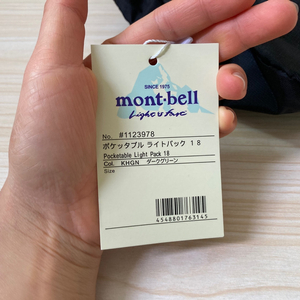 SINCE 1975
mont-bell
Light & Fast
No. #1123978
ポケッタブル ライトパック 18
Pocketable Light Pack 18
Col. KHGN ダークグリーン
Size
4548801763145